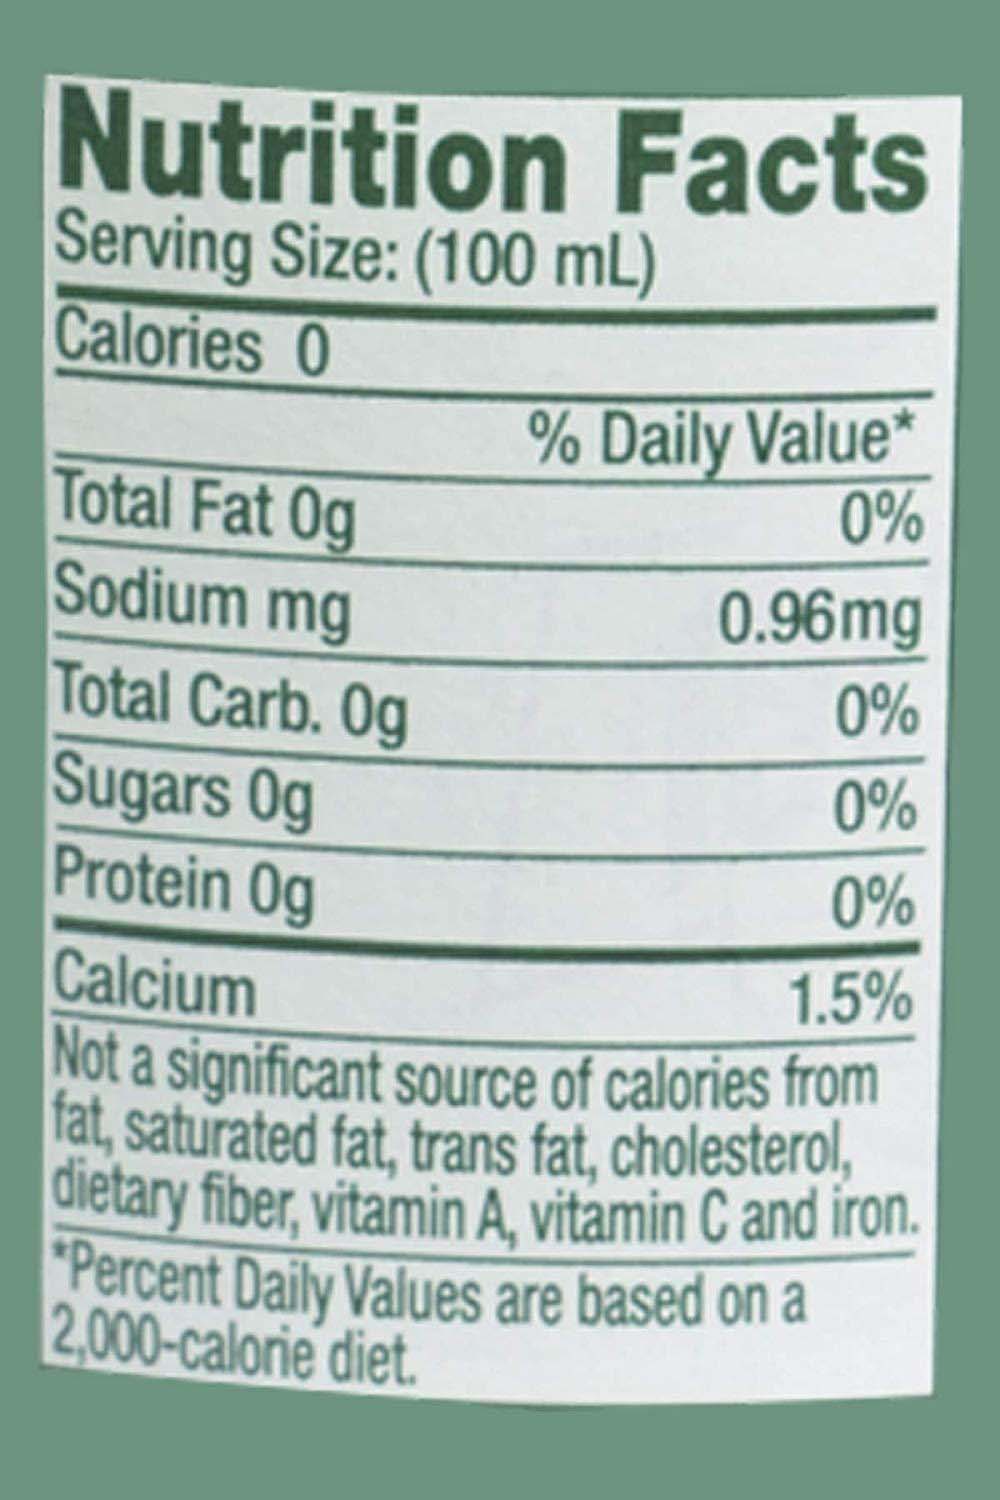 Nutrition Facts
Serving Size: (100 mL)
Calories 0
% Daily Value*
Total Fat 0g 0%
Sodium mg 0.96mg
Total Carb. 0g 0%
Sugars 0g 0%
Protein 0g 0%
Calcium 1.5%
Not a significant source of calories from
fat, saturated fat, trans fat, cholesterol,
dietary fiber, vitamin A, vitamin C and iron.
*Percent Daily Values are based on a
2,000-calorie diet.